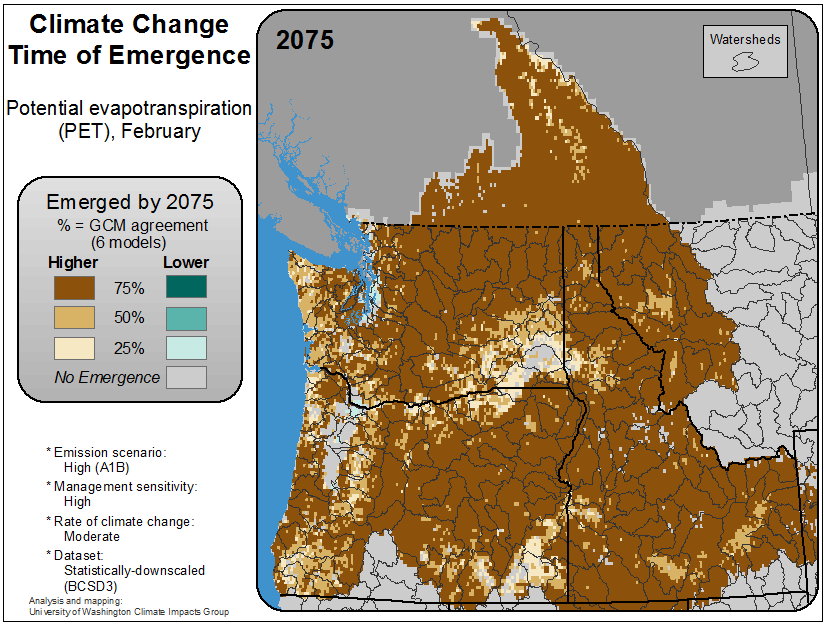 Climate Change
Time of Emergence
Potential evapotranspiration
(PET), February
Emerged by 2075
% = GCM agreement
(6 models)
Higher Lower
75%
50%
25%
No Emergence
* Emission scenario:
High (A1B)
* Management sensitivity:
High
* Rate of climate change:
Moderate
* Dataset:
Statistically-downscaled
(BCSD3)
Analysis and mapping:
University of Washington Climate Impacts Group
2075
Watersheds